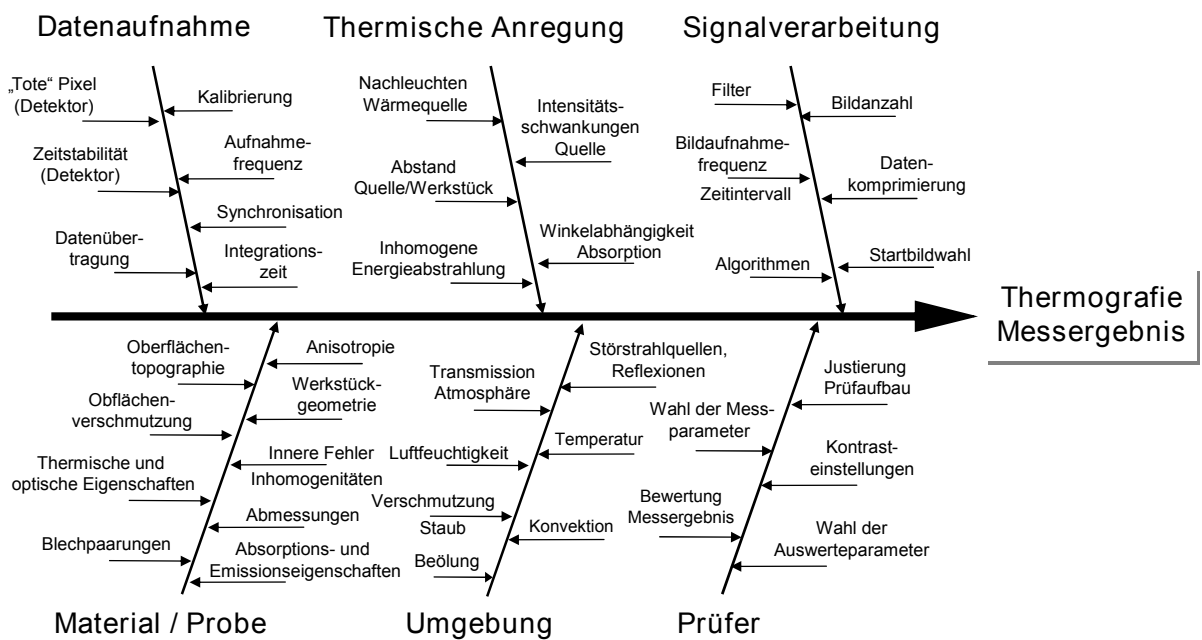 Datenaufnahme
„Tote“ Pixel
(Detektor)
Kalibrierung
Zeitstabilität
(Detektor)
Aufnahme-
frequenz
Synchronisation
Datenüber-
tragung
Integrations-
zeit
Thermische Anregung
Nachleuchten
Wärmequelle
Intensitäts-
schwankungen
Quelle
Abstand
Quelle/Werkstück
Winkelabhängigkeit
Absorption
Inhomogene
Energieabstrahlung
Signalverarbeitung
Filter
Bildanzahl
Bildaufnahme-
frequenz
Zeitintervall
Daten-
komprimierung
Algorithmen
Startbildwahl
Thermografie
Messergebnis
Oberflächen-
topographie
Anisotropie
Obflächen-
verschmutzung
Werkstück-
geometrie
Thermische und
optische Eigenschaften
Innere Fehler
Inhomogenitäten
Abmessungen
Blechpaarungen
Absorptions- und
Emissionseigenschaften
Material / Probe
Störstrahlquellen,
Reflexionen
Transmission
Atmosphäre
Temperatur
Luftfeuchtigkeit
Verschmutzung
Staub
Konvektion
Beölung
Umgebung
Justierung
Prüfaufbau
Wahl der Mess-
parameter
Kontrast-
einstellungen
Bewertung
Messergebnis
Wahl der
Auswerteparameter
Prüfer